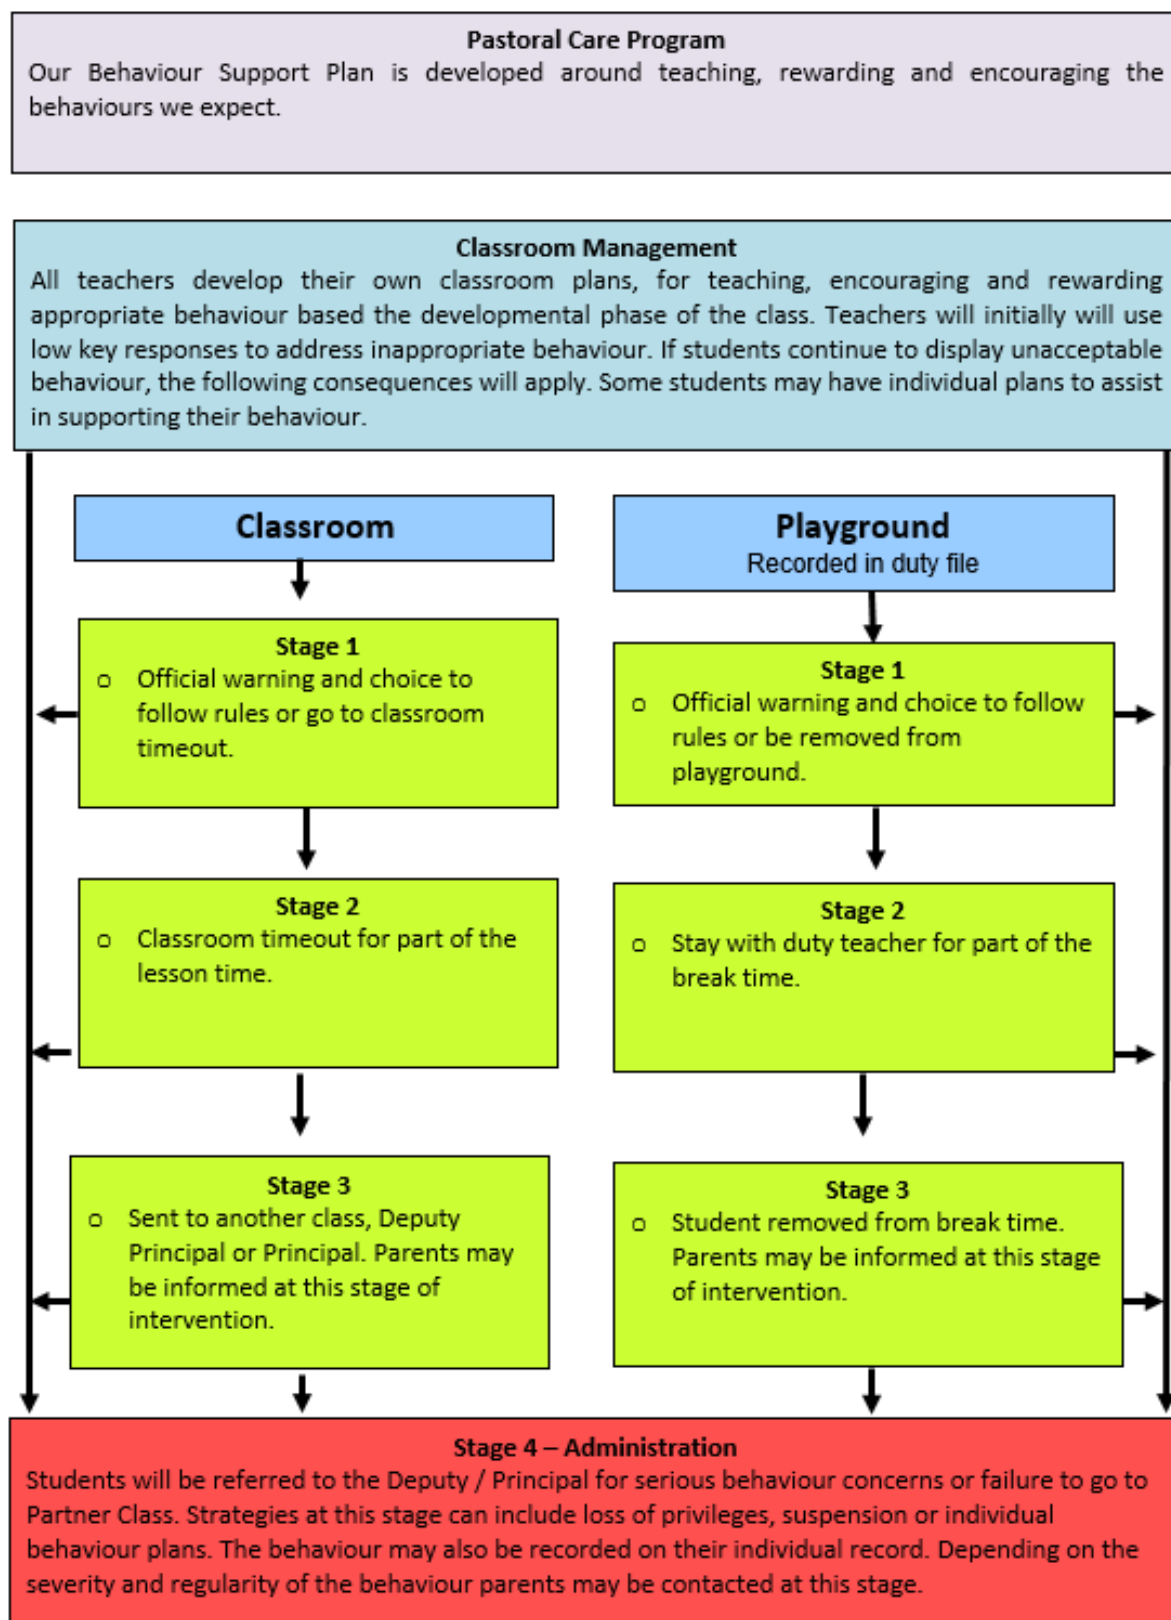 Pastoral Care Program
Our Behaviour Support Plan is developed around teaching, rewarding and encouraging the
behaviours we expect.
Classroom Management
All teachers develop their own classroom plans, for teaching, encouraging and rewarding
appropriate behaviour based the developmental phase of the class. Teachers will initially will use
low key responses to address inappropriate behaviour. If students continue to display unacceptable
behaviour, the following consequences will apply. Some students may have individual plans to assist
in supporting their behaviour.
Classroom
Stage 1
o Official warning and choice to
follow rules or go to classroom
timeout.
Stage 2
o Classroom timeout for part of the
lesson time.
Stage 3
o Sent to another class, Deputy
Principal or Principal. Parents may
be informed at this stage of
intervention.
Playground
Recorded in duty file
Stage 1
o Official warning and choice to follow
rules or be removed from
playground.
Stage 2
o Stay with duty teacher for part of the
break time.
Stage 3
o Student removed from break time.
Parents may be informed at this stage
of intervention.
Stage 4 – Administration
Students will be referred to the Deputy / Principal for serious behaviour concerns or failure to go to
Partner Class. Strategies at this stage can include loss of privileges, suspension or individual
behaviour plans. The behaviour may also be recorded on their individual record. Depending on the
severity and regularity of the behaviour parents may be contacted at this stage.